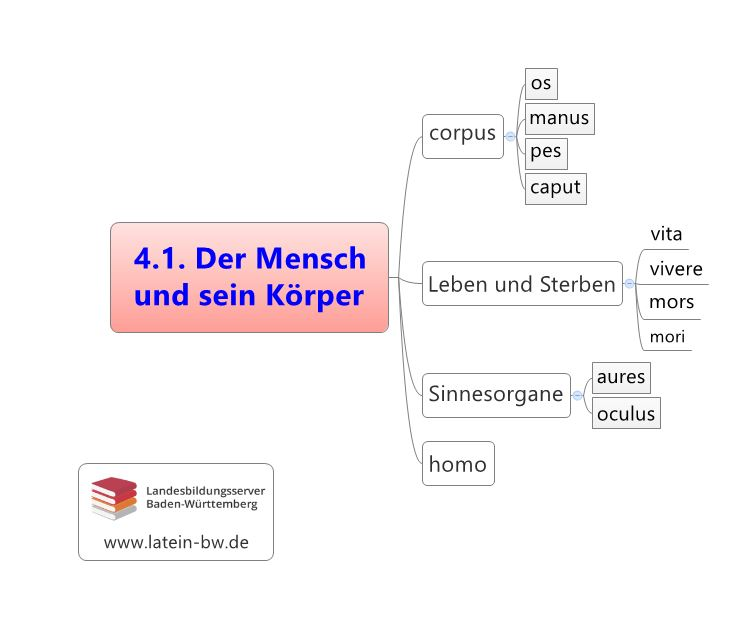 4.1. Der Mensch
und sein Körper
corpus
os
manus
pes
caput
Leben und Sterben
vita
vivere
mors
mori
Sinnesorgane
aures
oculus
homo
Landesbildungsserver
Baden-Württemberg
www.latein-bw.de